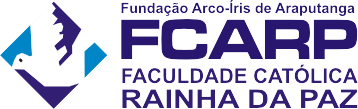 Fundação Arco-Íris de Araputanga
FCARP
FACULDADE CATÓLICA
RAINHA DA PAZ